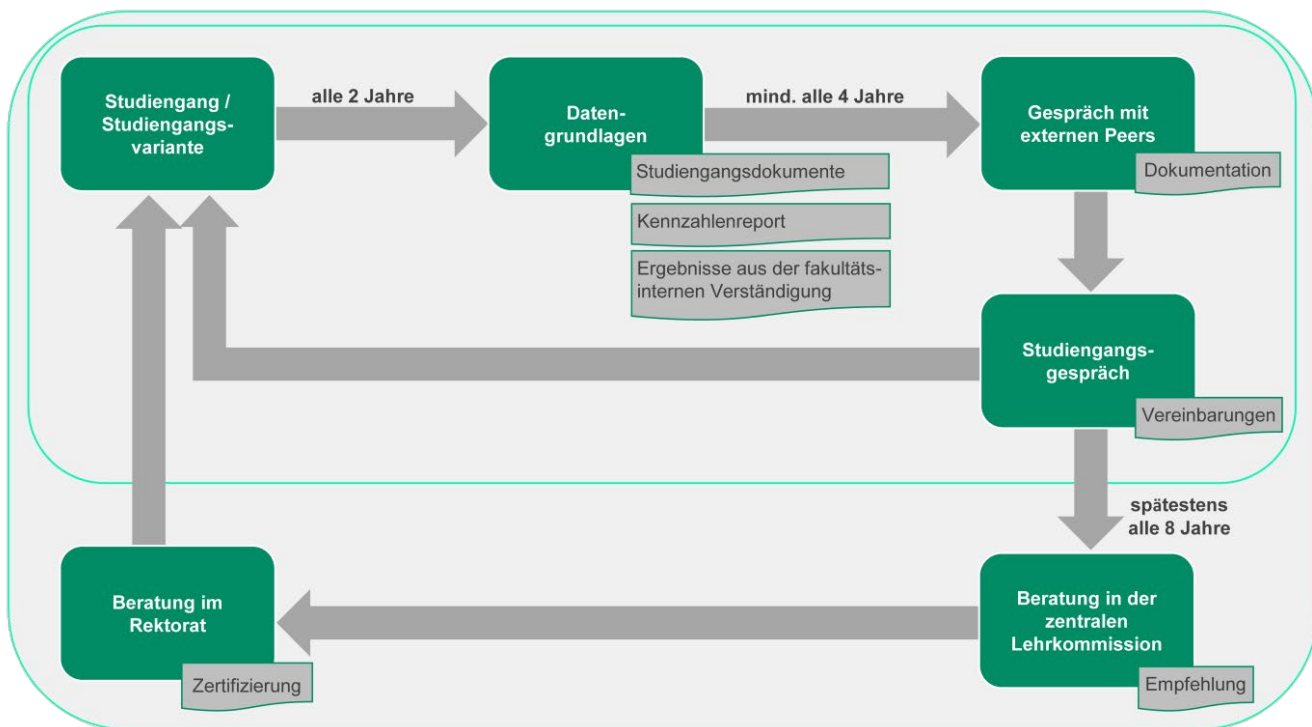 Studiengang /
Studiengangs-
variante
alle 2 Jahre
Daten-
grundlagen
mind. alle 4 Jahre
Gespräch mit
externen Peers
Studiengangsdokumente
Kennzahlenreport
Ergebnisse aus der fakultäts-
internen Verständigung
Dokumentation
Studiengangs-
gespräch
Vereinbarungen
spätestens
alle 8 Jahre
Beratung im
Rektorat
Zertifizierung
Beratung in der
zentralen
Lehrkommission
Empfehlung